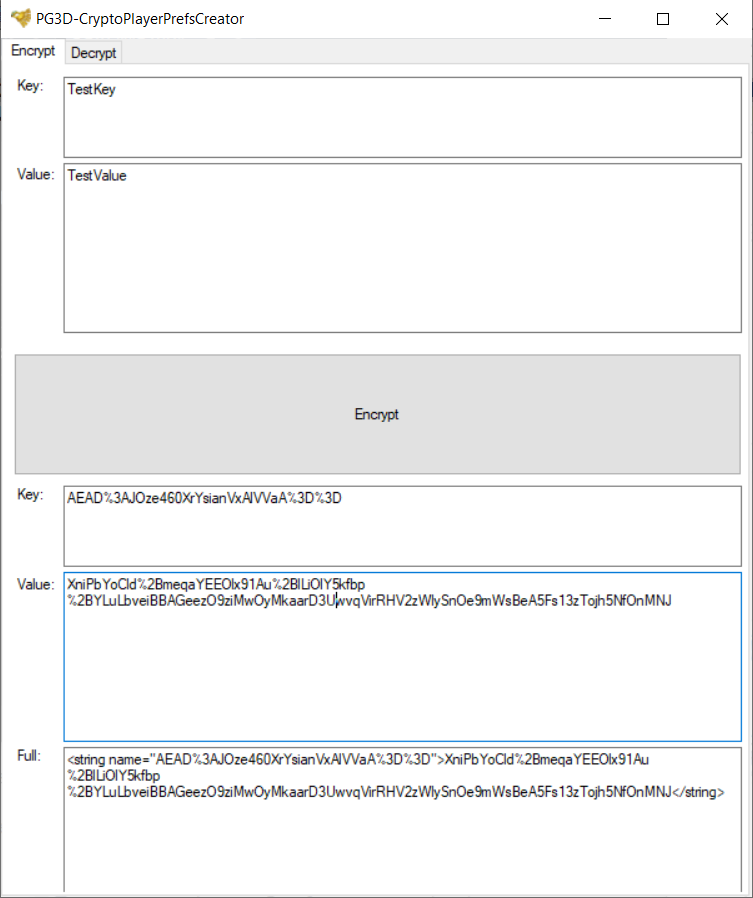 PG3D-CryptoPlayerPrefsCreator
Encrypt Decrypt
Key: TestKey
Value: TestValue
Encrypt
Key: AEAD%3AJOze460XrYsianVxAlVVaA%3D%3D
Value: XniPbYoCld%2BmeqaYEEOlx91Au%2BlLiOlY5kfbp
%2BYLuLbveiBBAGeezO9ziMwOyMkaarD3UwvqVirRHV2zWlySnOe9mWsBeA5Fs13zTojh5NfOnMNJ
Full: <string name="AEAD%3AJOze460XrYsianVxAlVVaA%3D%3D">XniPbYoCld%2BmeqaYEEOlx91Au
%2BlLiOlY5kfbp
%2BYLuLbveiBBAGeezO9ziMwOyMkaarD3UwvqVirRHV2zWlySnOe9mWsBeA5Fs13zTojh5NfOnMNJ</string>